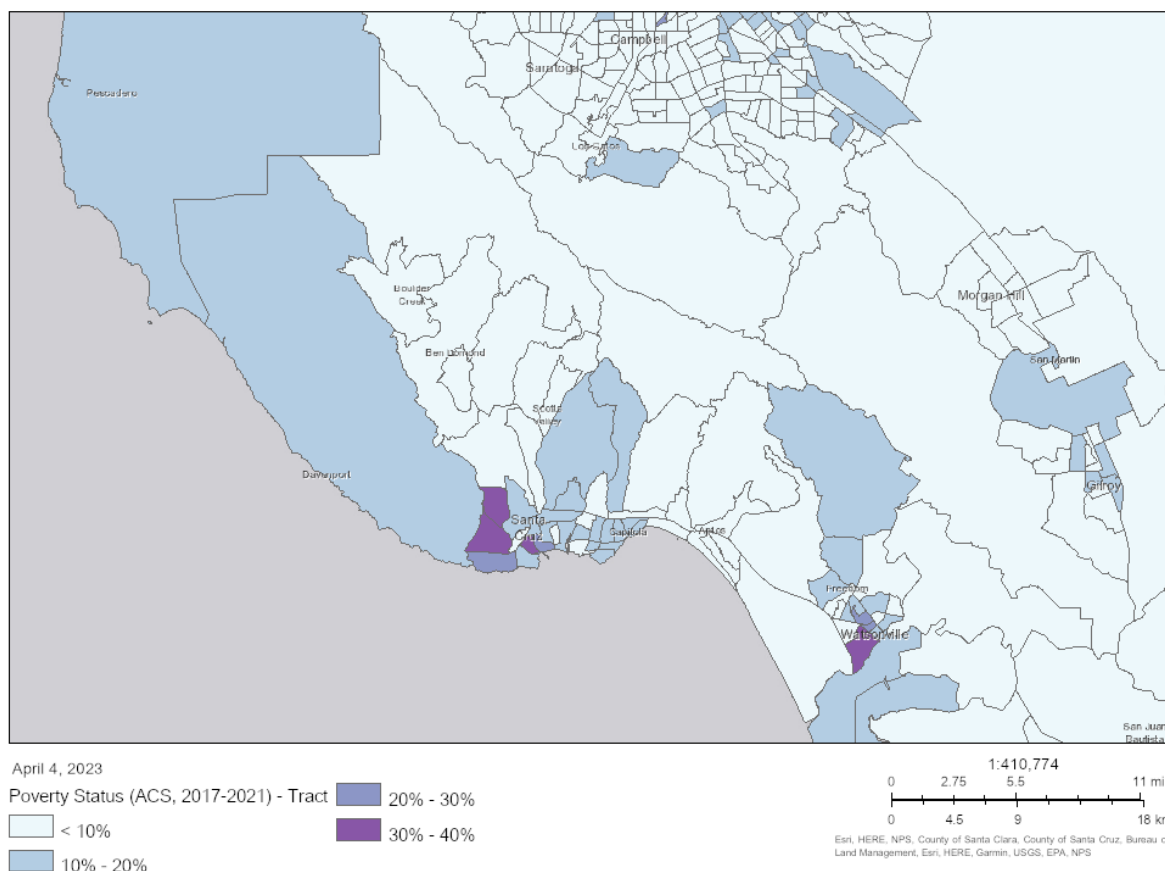 Campbell
Saratoga
Pescadero
Los Gatos
Boulder
Creek
Morgan Hill
Ben Lomond
San Martin
Scotts
Valley
Davenport
Gilroy
Santa
Cruz
Capitola
Aptos
Freedom
Watsonville
San Juan
Bautista
April 4, 2023
Poverty Status (ACS, 2017-2021) - Tract
< 10%
10% - 20%
20% - 30%
30% - 40%
1:410,774
0 2.75 5.5 11 mi
0 4.5 9 18 km
Esri, HERE, NPS, County of Santa Clara, County of Santa Cruz, Bureau o
Land Management, Esri, HERE, Garmin, USGS, EPA, NPS